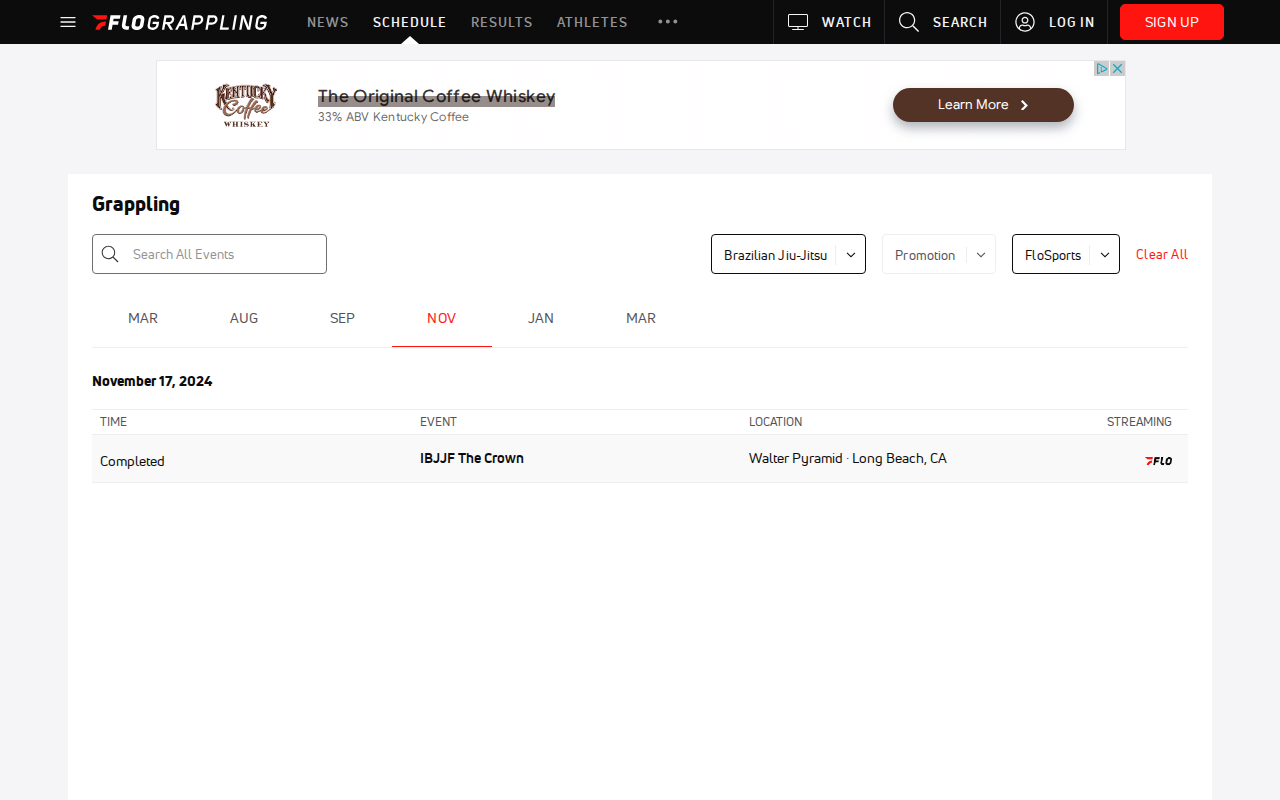 FLOGRAPPLING NEWS SCHEDULE RESULTS ATHLETES WATCH SEARCH LOG IN SIGN UP
KENTUCKY
Coffee
WHISKEY
The Original Coffee Whiskey
33% ABV Kentucky Coffee
Learn More
Grappling
Search All Events Brazilian Jiu-Jitsu Promotion FloSports Clear All
MAR AUG SEP NOV JAN MAR
November 17, 2024
TIME EVENT LOCATION STREAMING
Completed IBJJF The Crown Walter Pyramid · Long Beach, CA FLO